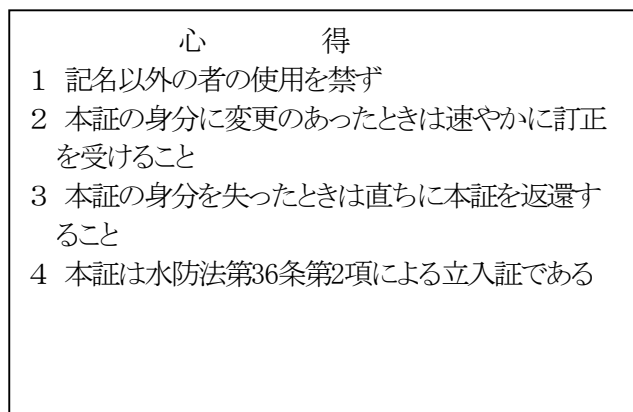 心　　　　得
１ 記名以外の者の使用を禁ず
２ 本証の身分に変更のあったときは速やかに訂正
を受けること
３ 本証の身分を失ったときは直ちに本証を返還す
ること
４ 本証は水防法第36条第2項による立入証である